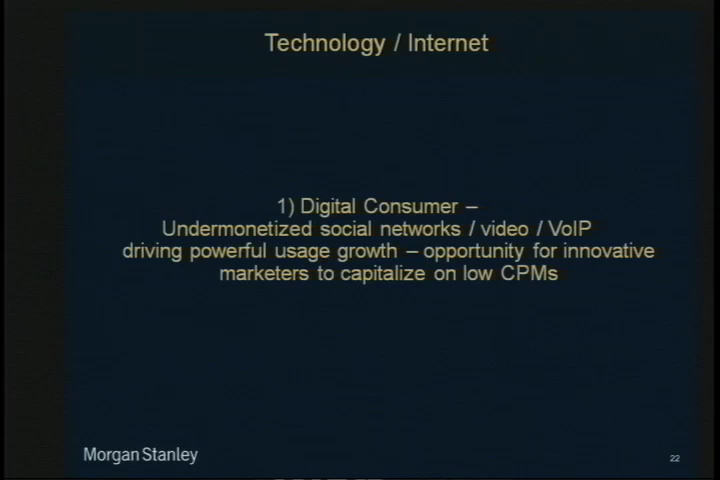 Technology / Internet
1) Digital Consumer –
Undermonetized social networks / video / VoIP
driving powerful usage growth – opportunity for innovative
marketers to capitalize on low CPMs
Morgan Stanley
22